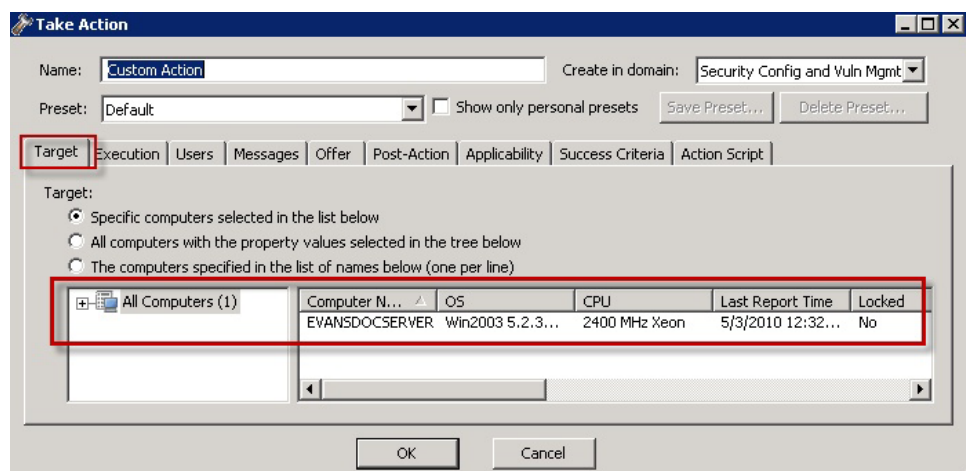 Take Action
Name: Custom Action Create in domain: Security Config and Vuln Mgmt
Preset: Default Show only personal presets Save Preset... Delete Preset...
Target Execution Users Messages Offer Post-Action Applicability Success Criteria Action Script
Target:
Specific computers selected in the list below
All computers with the property values selected in the tree below
The computers specified in the list of names below (one per line)
All Computers (1) Computer N... OS CPU Last Report Time Locked
EVANSDOCSERVER Win2003 5.2.3... 2400 MHz Xeon 5/3/2010 12:32... No
OK Cancel